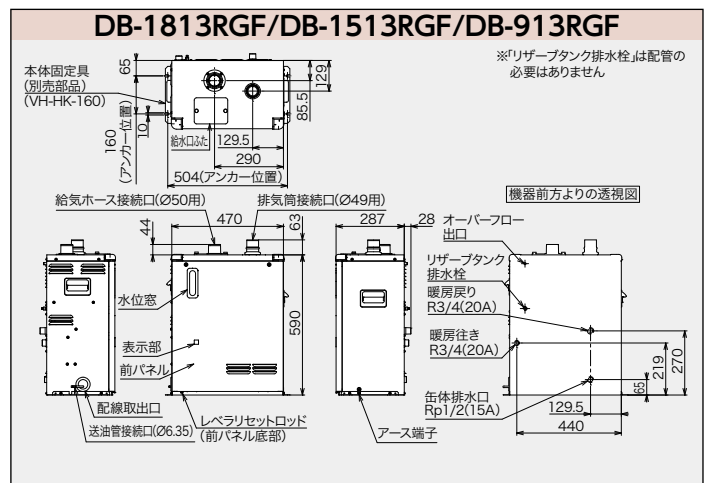 DB-1813RGF/DB-1513RGF/DB-913RGF
※「リザーブタンク排水栓」は配管の
必要はありません
本体固定具
(別売部品)
(VH-HK-160)
65
10
160
(アンカー位置)
129
85.5
給水口ふた
129.5
290
504(アンカー位置)
機器前方よりの透視図
給気ホース接続口(Ø50用)
排気筒接続口(Ø49用)
44
470
63
287
28
590
水位窓
表示部
前パネル
配線取出口
送油管接続口(Ø6.35)
レベラリセットロッド
(前パネル底部)
アース端子
オーバーフロー
出口
リザーブタンク
排水栓
暖房戻り
R3/4(20A)
暖房往き
R3/4(20A)
缶体排水口
Rp1/2(15A)
65
219
270
129.5
440